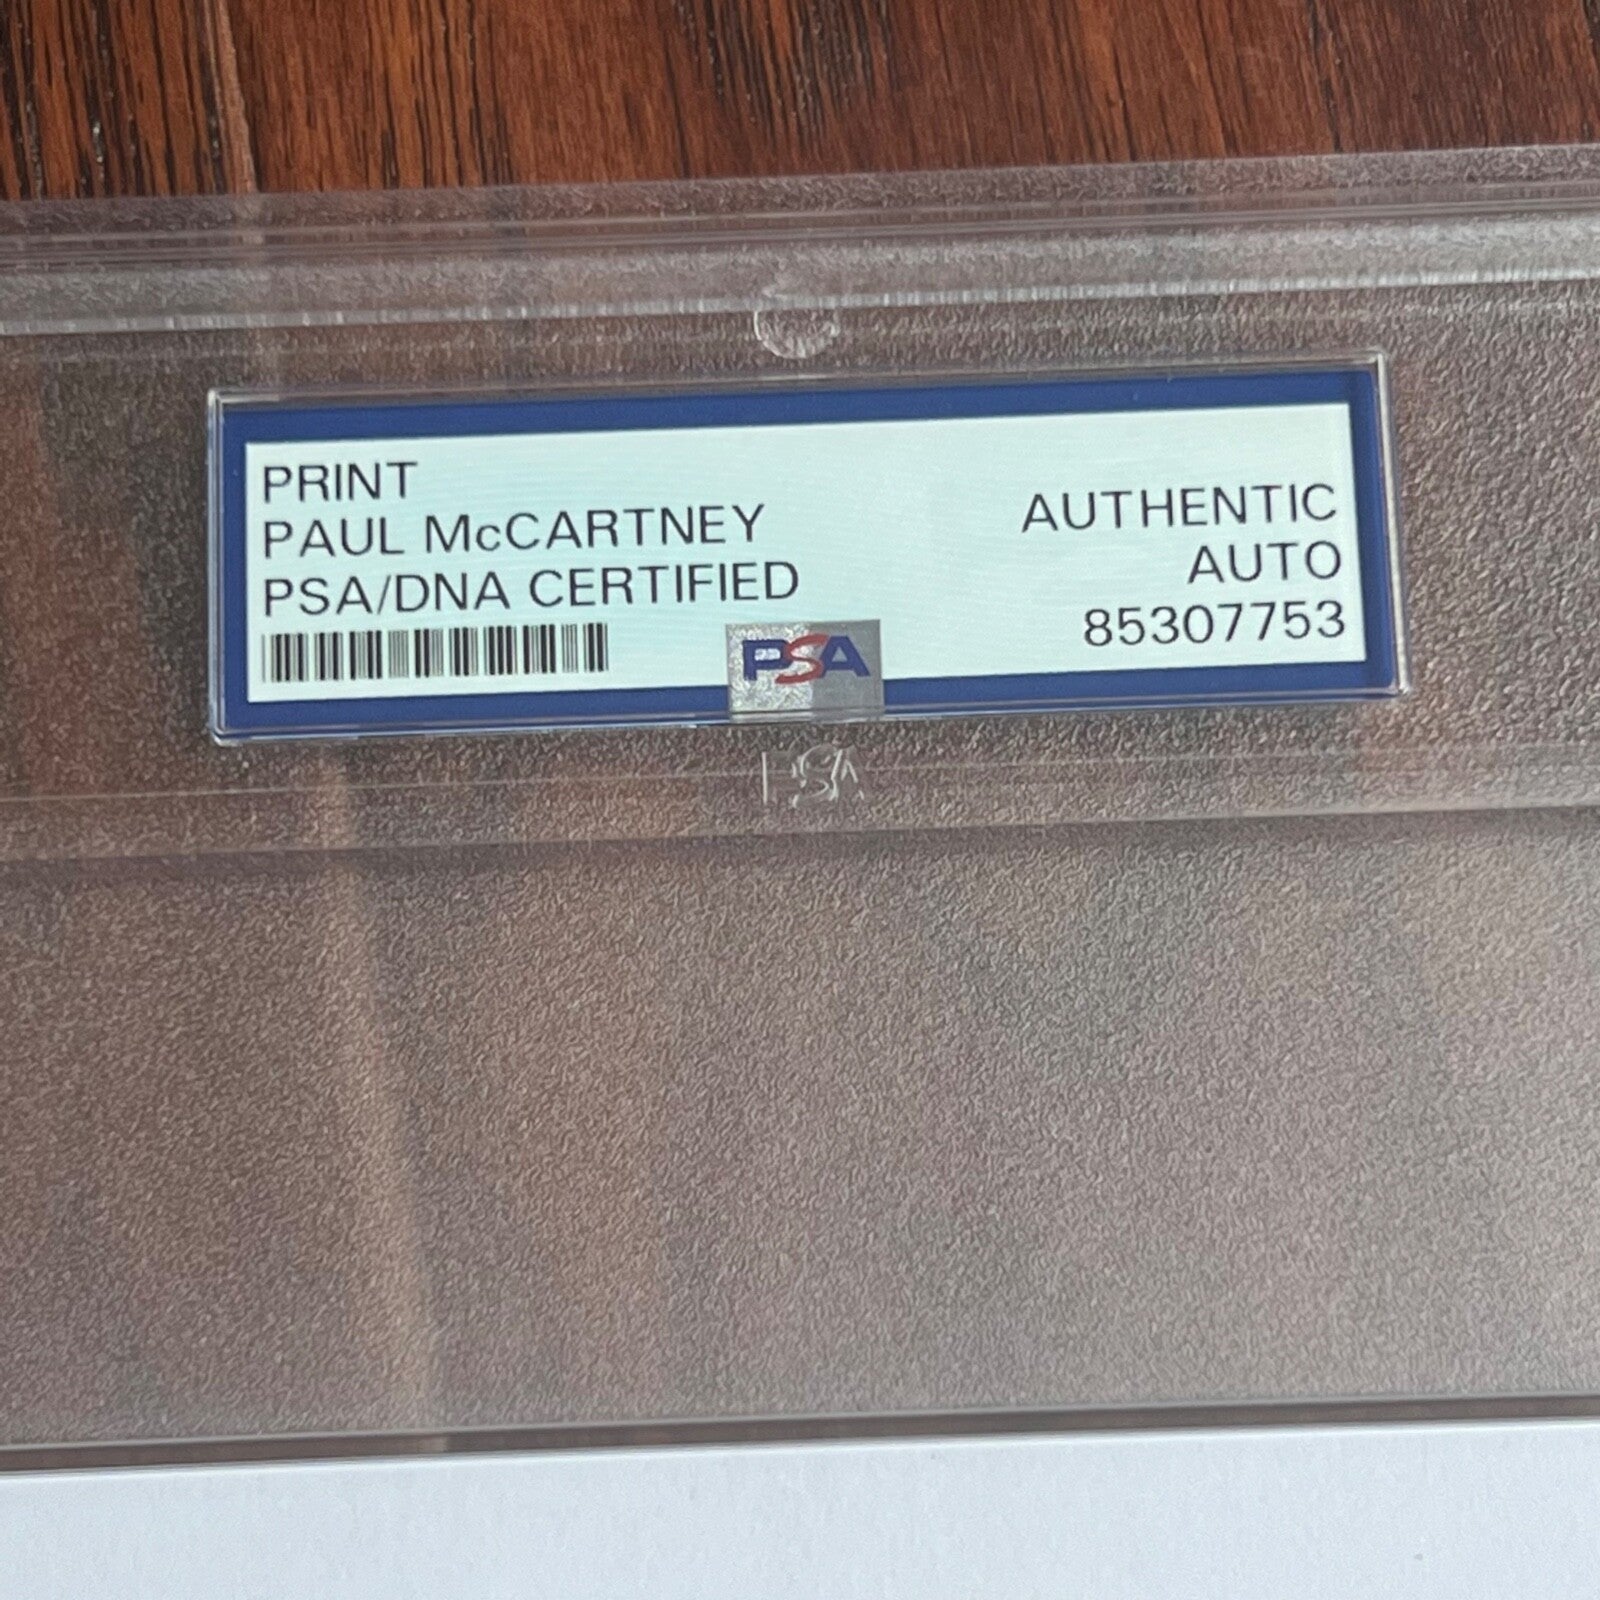 PRINT
PAUL McCARTNEY
PSA/DNA CERTIFIED
AUTHENTIC
AUTO
85307753
PSA
PSA